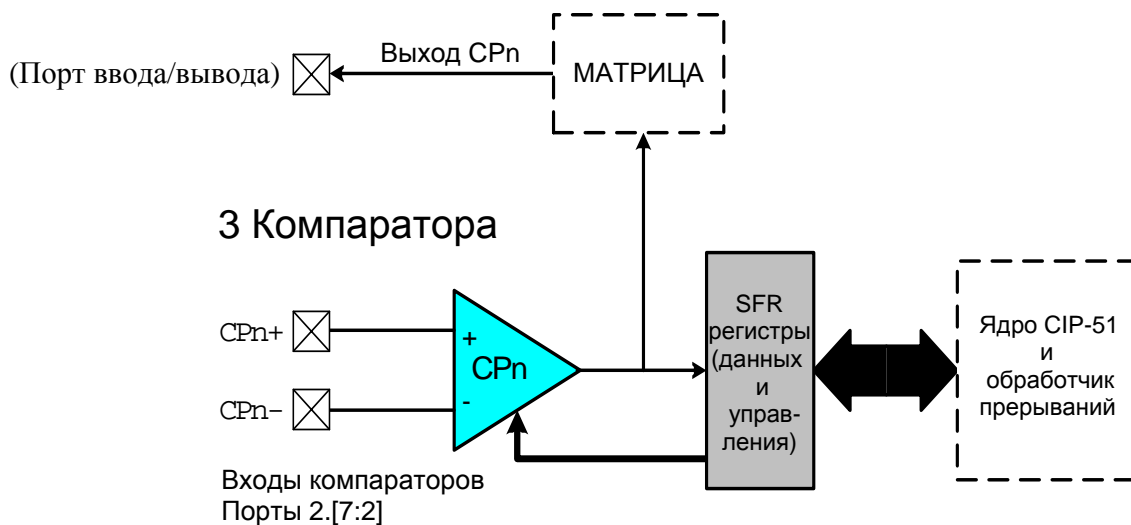 (Порт ввода/вывода)
Выход CPn
МАТРИЦА
3 Компаратора
CPn+
CPn-
+
CPn
-
SFR
регистры
(данных
и
управ-
ления)
Ядро CIP-51
и
обработчик
прерываний
Входы компараторов
Порты 2.[7:2]